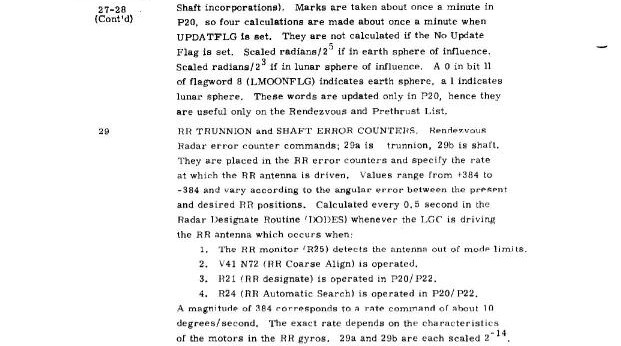 27-28 Shaft incorporations). Marks are taken about once a minute in
(Cont'd) P20, so four calculations are made about once a minute when
UPDATFLG is set. They are not calculated if the No Update
Flag is set. Scaled radians/2^5 if in earth sphere of influence.
Scaled radians/2^3 if in lunar sphere of influence. A 0 in bit 11
of flagword 8 (LMOONFLG) indicates earth sphere, a 1 indicates
lunar sphere. These words are updated only in P20, hence they
are useful only on the Rendezvous and Prethrust List.
29 RR TRUNNION and SHAFT ERROR COUNTERS. Rendezvous
Radar error counter commands; 29a is trunnion, 29b is shaft.
They are placed in the RR error counters and specify the rate
at which the RR antenna is driven. Values range from +384 to
-384 and vary according to the angular error between the present
and desired RR positions. Calculated every 0.5 second in the
Radar Designate Routine (DODES) whenever the LGC is driving
the RR antenna which occurs when:
1. The RR monitor (R25) detects the antenna out of mode limits.
2. V41 N72 (RR Coarse Align) is operated.
3. R21 (RR designate) is operated in P20/P22.
4. R24 (RR Automatic Search) is operated in P20/P22.
A magnitude of 384 corresponds to a rate command of about 10
degrees/second. The exact rate depends on the characteristics
of the motors in the RR gyros. 29a and 29b are each scaled 2^-14.